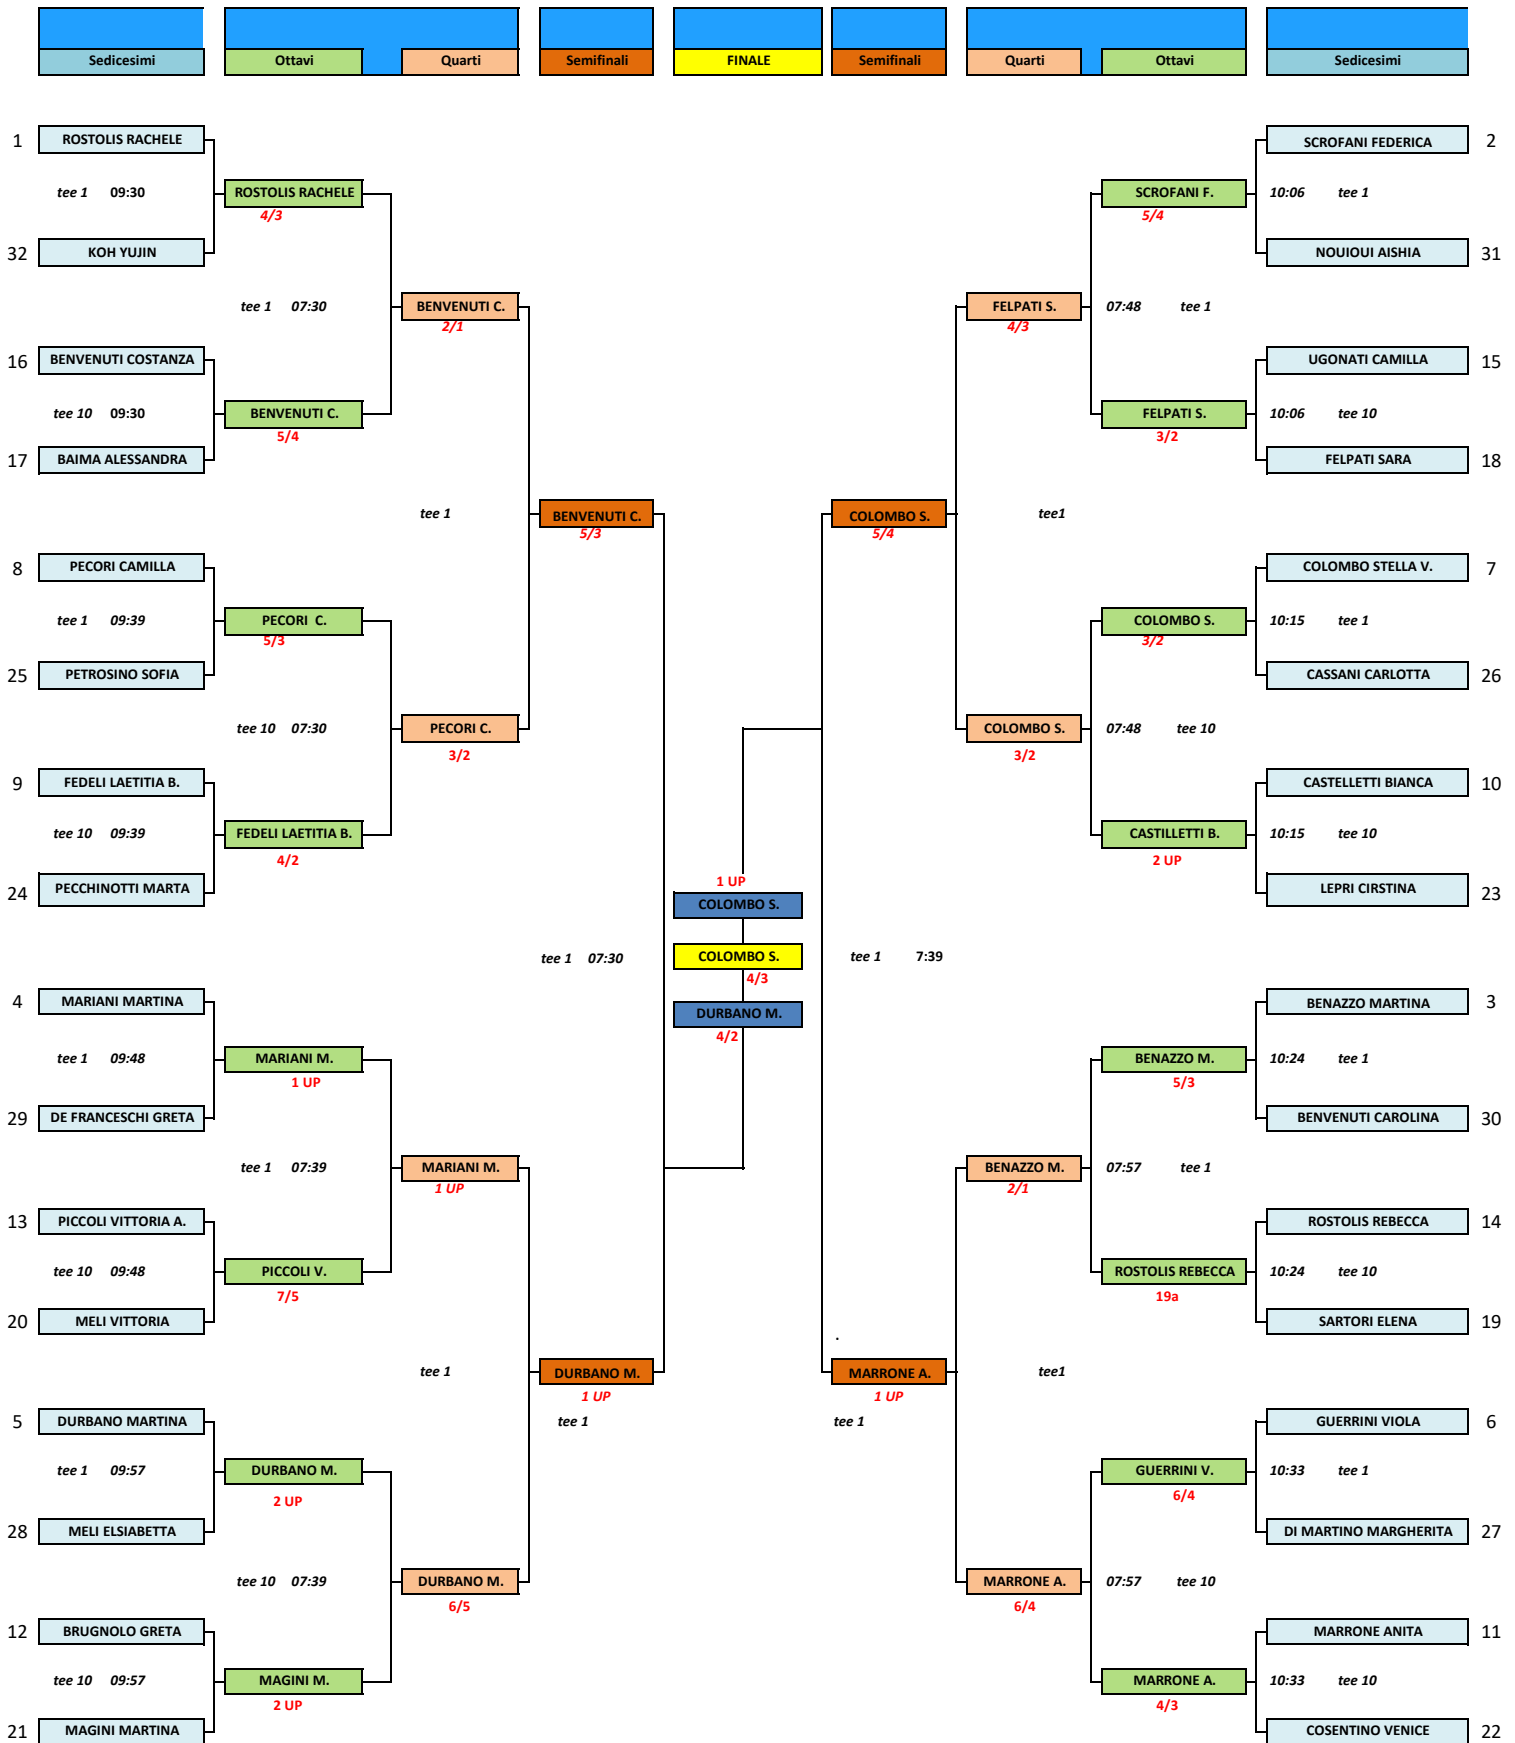 Sedicesimi Ottavi Quarti Semifinali FINALE Semifinali Quarti Ottavi Sedicesimi
1 ROSTOLIS RACHELE SCROFANI FEDERICA 2
tee 1 09:30 ROSTOLIS RACHELE SCROFANI F. 10:06 tee 1
4/3 5/4
32 KOH YUJIN NOUIOUI AISHIA 31
tee 1 07:30 BENVENUTI C. FELPATI S. 07:48 tee 1
2/1 4/3
16 BENVENUTI COSTANZA UGONATI CAMILLA 15
tee 10 09:30 BENVENUTI C. FELPATI S. 10:06 tee 10
5/4 3/2
17 BAIMA ALESSANDRA FELPATI SARA 18
tee 1 BENVENUTI C. COLOMBO S. tee1
5/3 5/4
8 PECORI CAMILLA COLOMBO STELLA V. 7
tee 1 09:39 PECORI C. COLOMBO S. 10:15 tee 1
5/3 3/2
25 PETROSINO SOFIA CASSANI CARLOTTA 26
tee 10 07:30 PECORI C. COLOMBO S. 07:48 tee 10
3/2 3/2
9 FEDELI LAETITIA B. CASTELLETTI BIANCA 10
tee 10 09:39 FEDELI LAETITIA B. CASTILLETTI B. 10:15 tee 10
4/2 2 UP
24 PECCHINOTTI MARTA 1 UP LEPRI CIRSTINA 23
COLOMBO S.
tee 1 07:30 COLOMBO S. tee 1 7:39
4/3
4 MARIANI MARTINA BENAZZO MARTINA 3
DURBANO M.
4/2
tee 1 09:48 MARIANI M. BENAZZO M. 10:24 tee 1
1 UP 5/3
29 DE FRANCESCHI GRETA BENVENUTI CAROLINA 30
tee 1 07:39 MARIANI M. BENAZZO M. 07:57 tee 1
1 UP 2/1
13 PICCOLI VITTORIA A. ROSTOLIS REBECCA 14
tee 10 09:48 PICCOLI V. ROSTOLIS REBECCA 10:24 tee 10
7/5 19a
20 MELI VITTORIA SARTORI ELENA 19
.
tee 1 DURBANO M. MARRONE A. tee1
1 UP 1 UP
5 DURBANO MARTINA tee 1 tee 1 GUERRINI VIOLA 6
tee 1 09:57 DURBANO M. GUERRINI V. 10:33 tee 1
2 UP 6/4
28 MELI ELSIABETTA DI MARTINO MARGHERITA 27
tee 10 07:39 DURBANO M. MARRONE A. 07:57 tee 10
6/5 6/4
12 BRUGNOLO GRETA MARRONE ANITA 11
tee 10 09:57 MAGINI M. MARRONE A. 10:33 tee 10
2 UP 4/3
21 MAGINI MARTINA COSENTINO VENICE 22